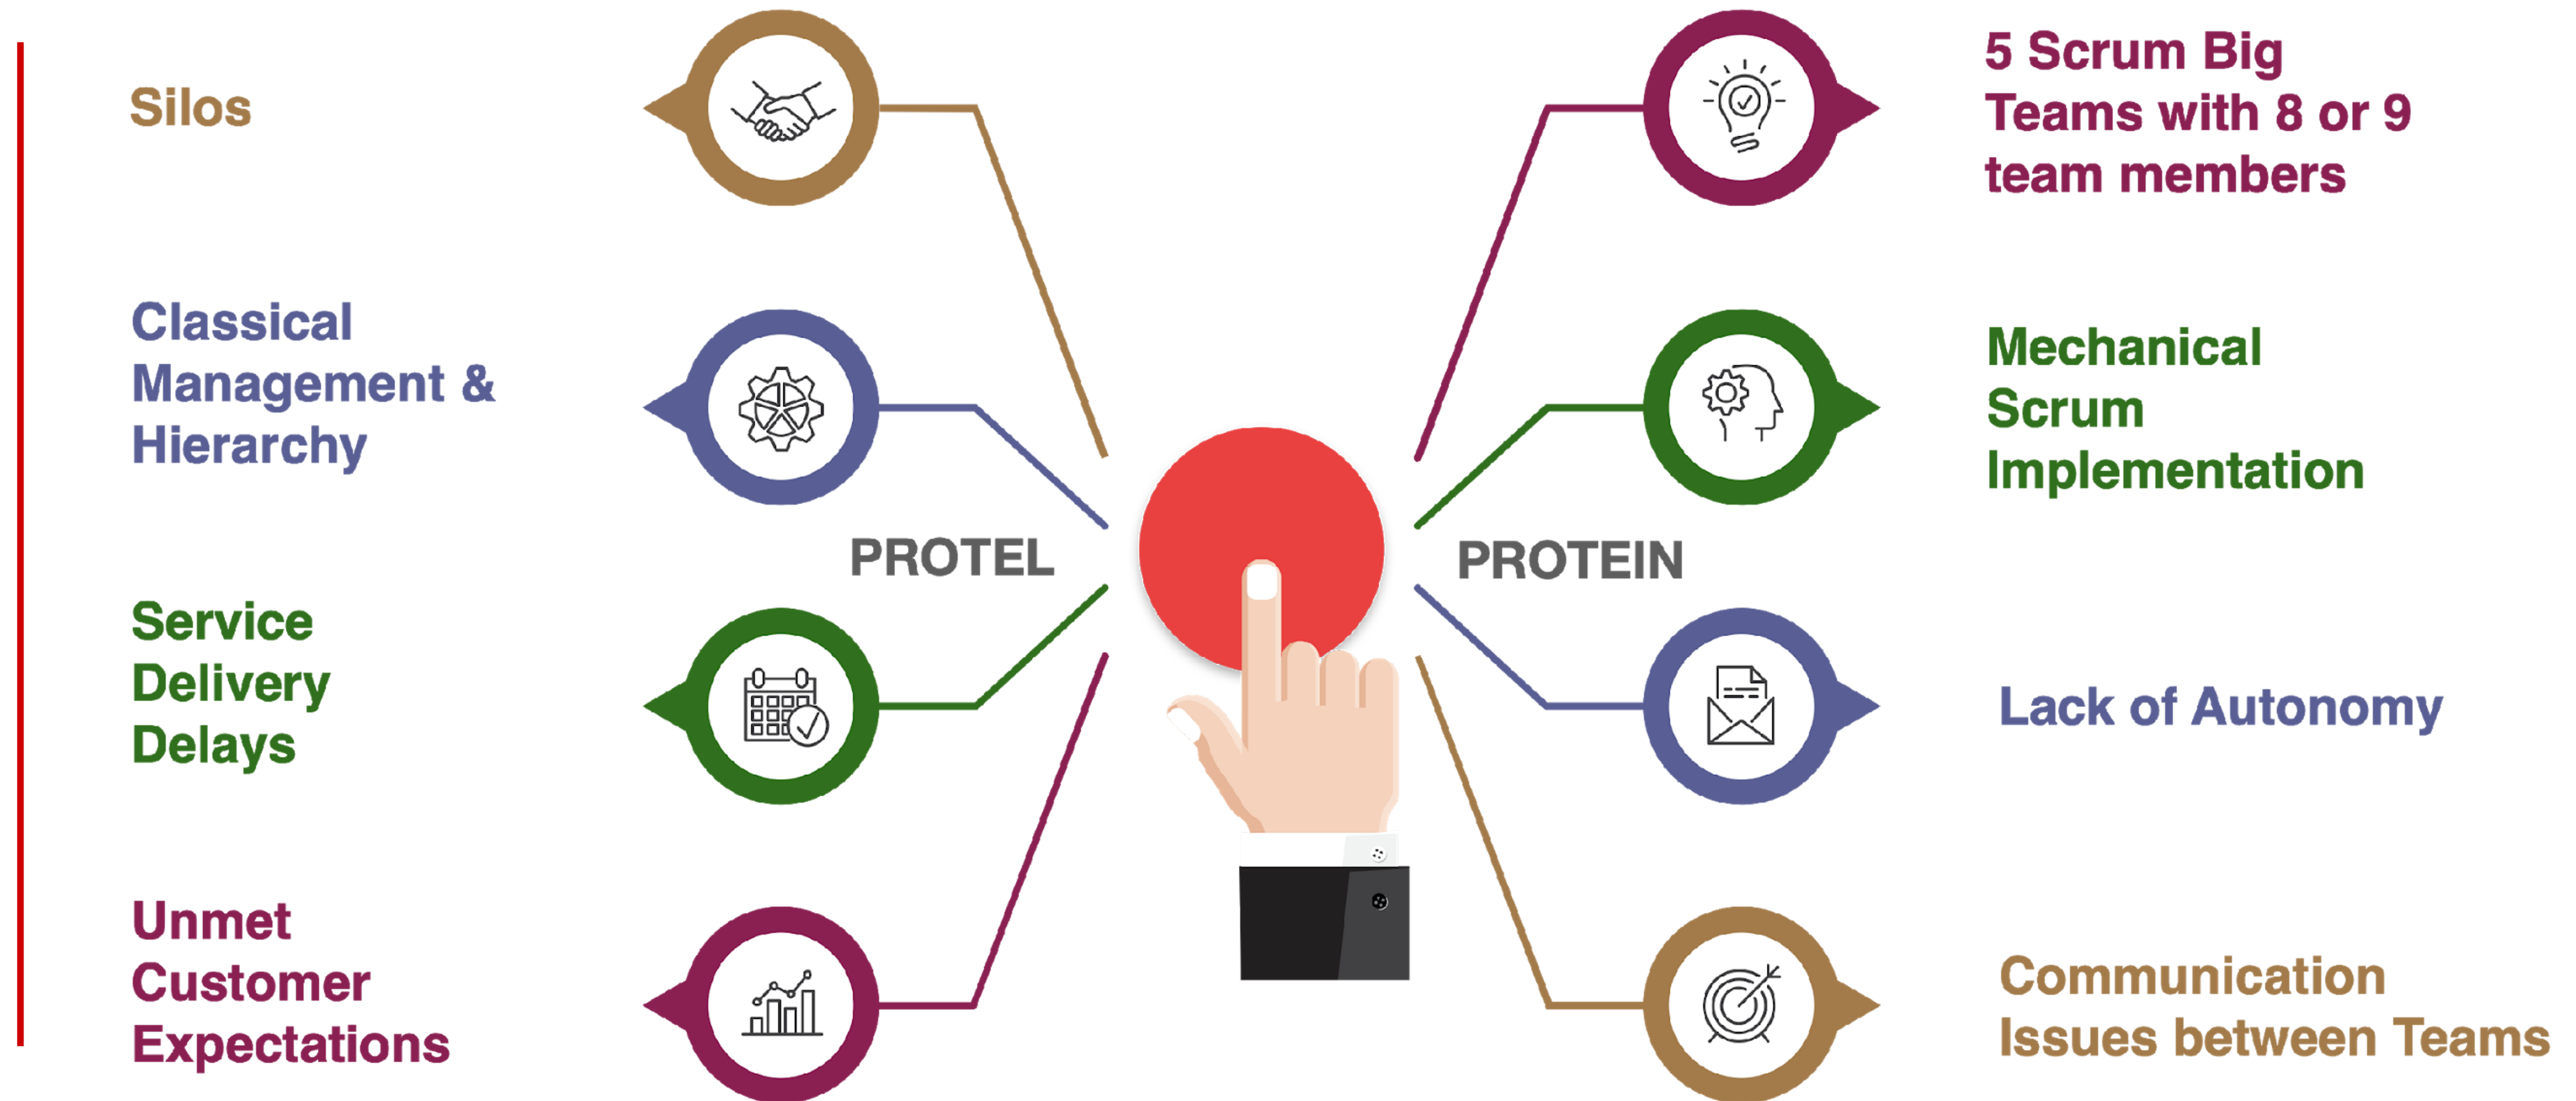 Silos
Classical
Management &
Hierarchy
Service
Delivery
Delays
Unmet
Customer
Expectations
PROTEL
PROTEIN
5 Scrum Big
Teams with 8 or 9
team members
Mechanical
Scrum
Implementation
Lack of Autonomy
Communication
Issues between Teams